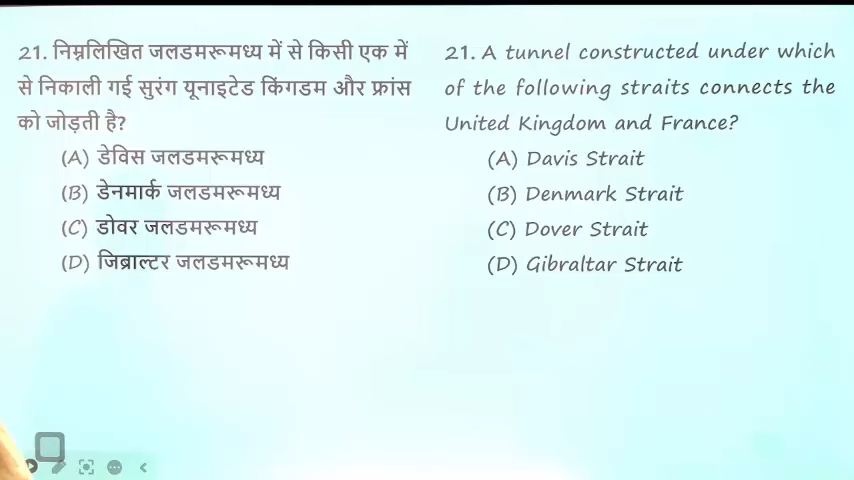 21. निम्नलिखित जलडमरूमध्य में से किसी एक में
से निकाली गई सुरंग यूनाइटेड किंगडम और फ्रांस
को जोड़ती है?
(A) डेविस जलडमरूमध्य
(B) डेनमार्क जलडमरूमध्य
(C) डोवर जलडमरूमध्य
(D) जिब्राल्टर जलडमरूमध्य
21. A tunnel constructed under which
of the following straits connects the
United Kingdom and France?
(A) Davis Strait
(B) Denmark Strait
(C) Dover Strait
(D) Gibraltar Strait